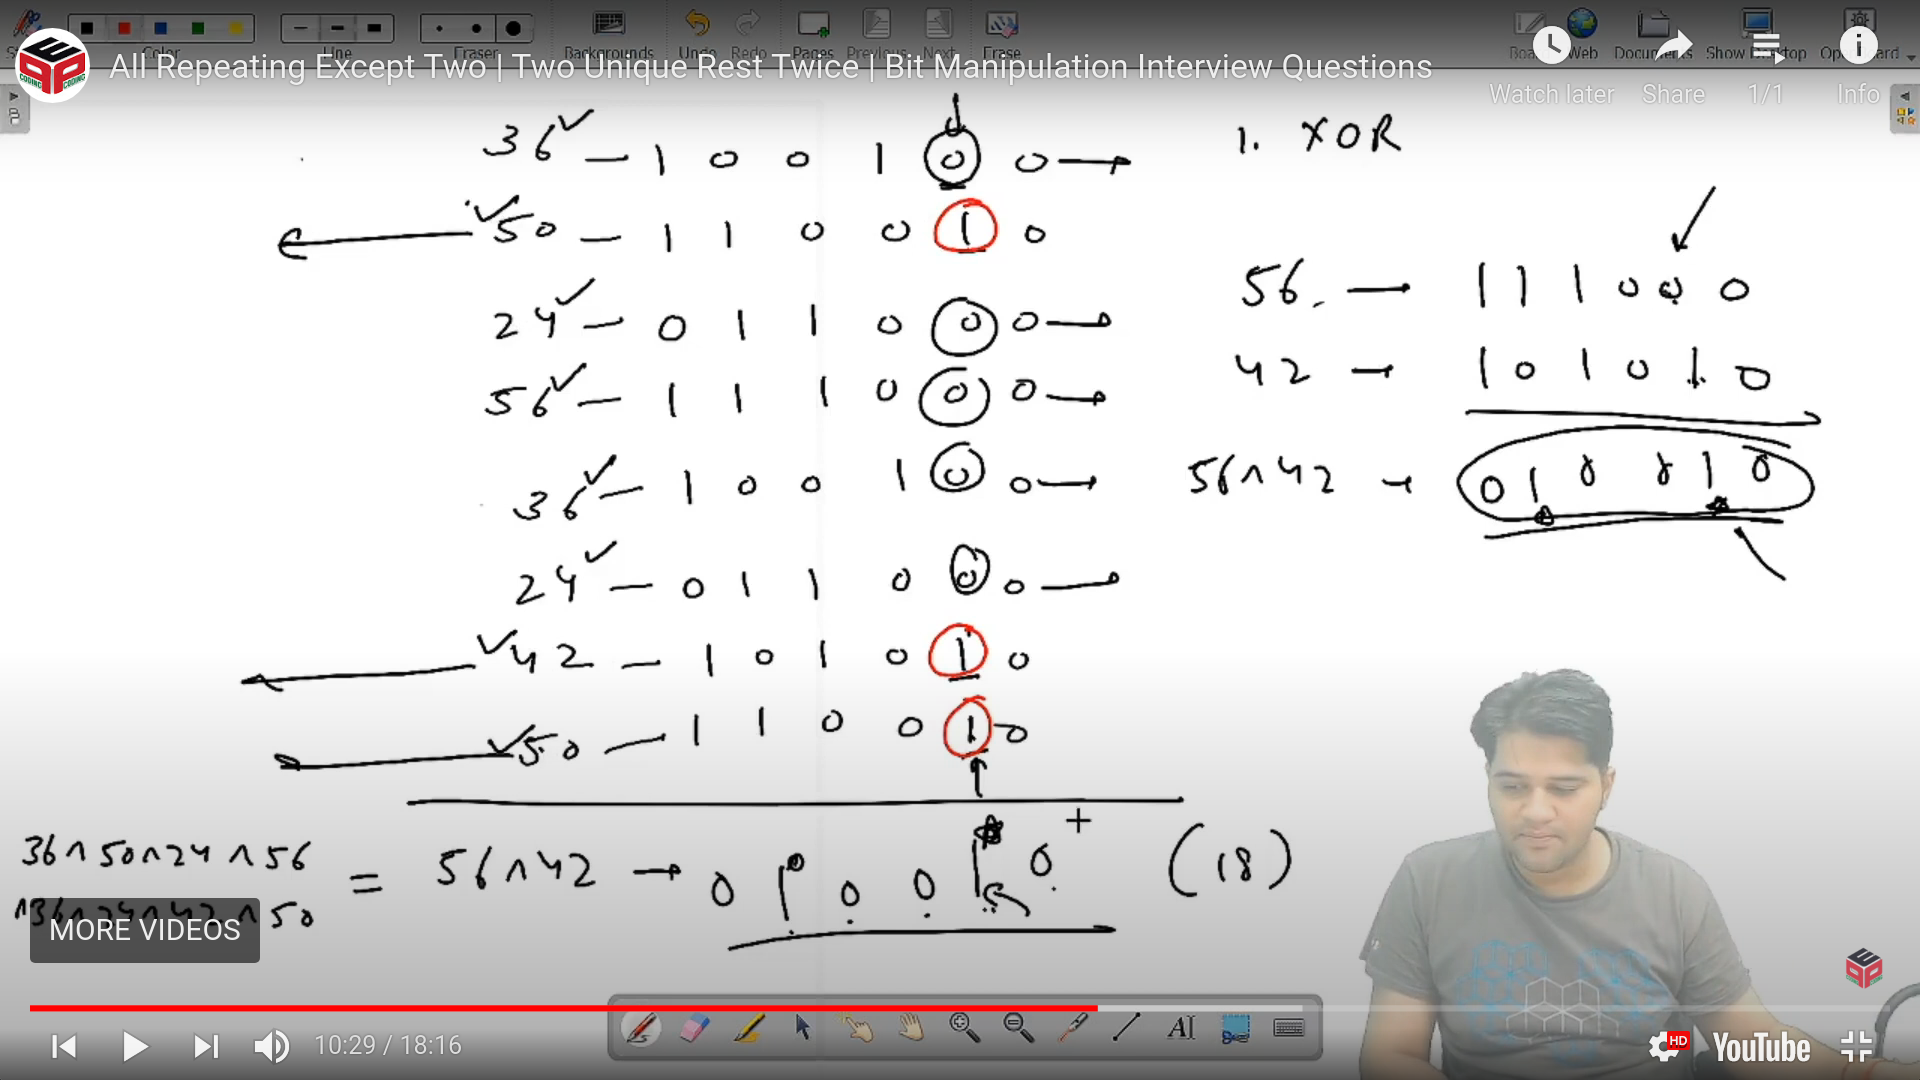 Color Line Eraser Backgrounds Undo Redo Pages Previous Next Erase Web Documents Show Desktop
All Repeating Except Two | Two Unique Rest Twice | Bit Manipulation Interview Questions
Watch later Share 1/1 Info
36 – 1 0 0 1 0 0
50 – 1 1 0 0 1 0
24 – 0 1 1 0 0 0
56 – 1 1 1 0 0 0
36 – 1 0 0 1 0 0
24 – 0 1 1 0 0 0
42 – 1 0 1 0 1 0
50 – 1 1 0 0 1 0
1. XOR
56 – 1 1 1 0 0 0
42 – 1 0 1 0 1 0
56^42 → 0 1 0 0 1 0
36^50^24^56
^36^24^42^50
= 56^42 → 0 1 0 0 1 0 (18)
MORE VIDEOS
10:29 / 18:16
HD
YouTube